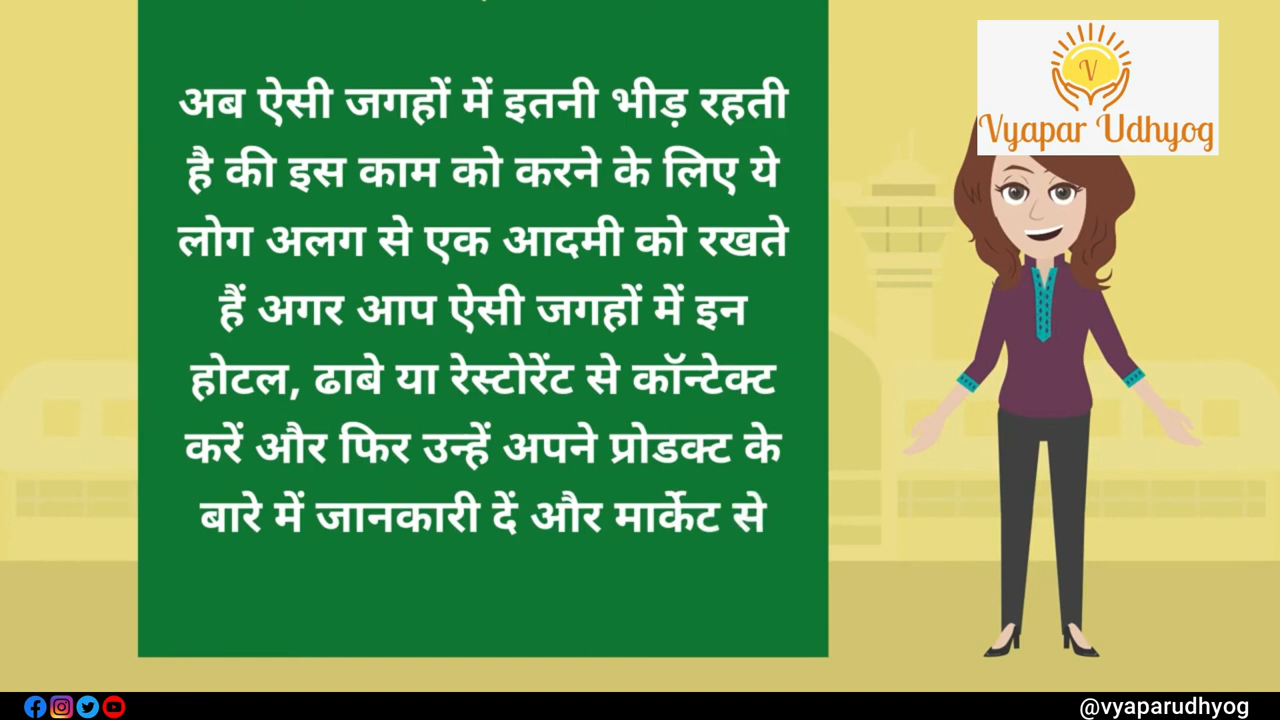 V
Vyapar Udhyog
अब ऐसी जगहों में इतनी भीड़ रहती
है की इस काम को करने के लिए ये
लोग अलग से एक आदमी को रखते
हैं अगर आप ऐसी जगहों में इन
होटल, ढाबे या रेस्टोरेंट से कॉन्टेक्ट
करें और फिर उन्हें अपने प्रोडक्ट के
बारे में जानकारी दें और मार्केट से
@vyaparudhyog